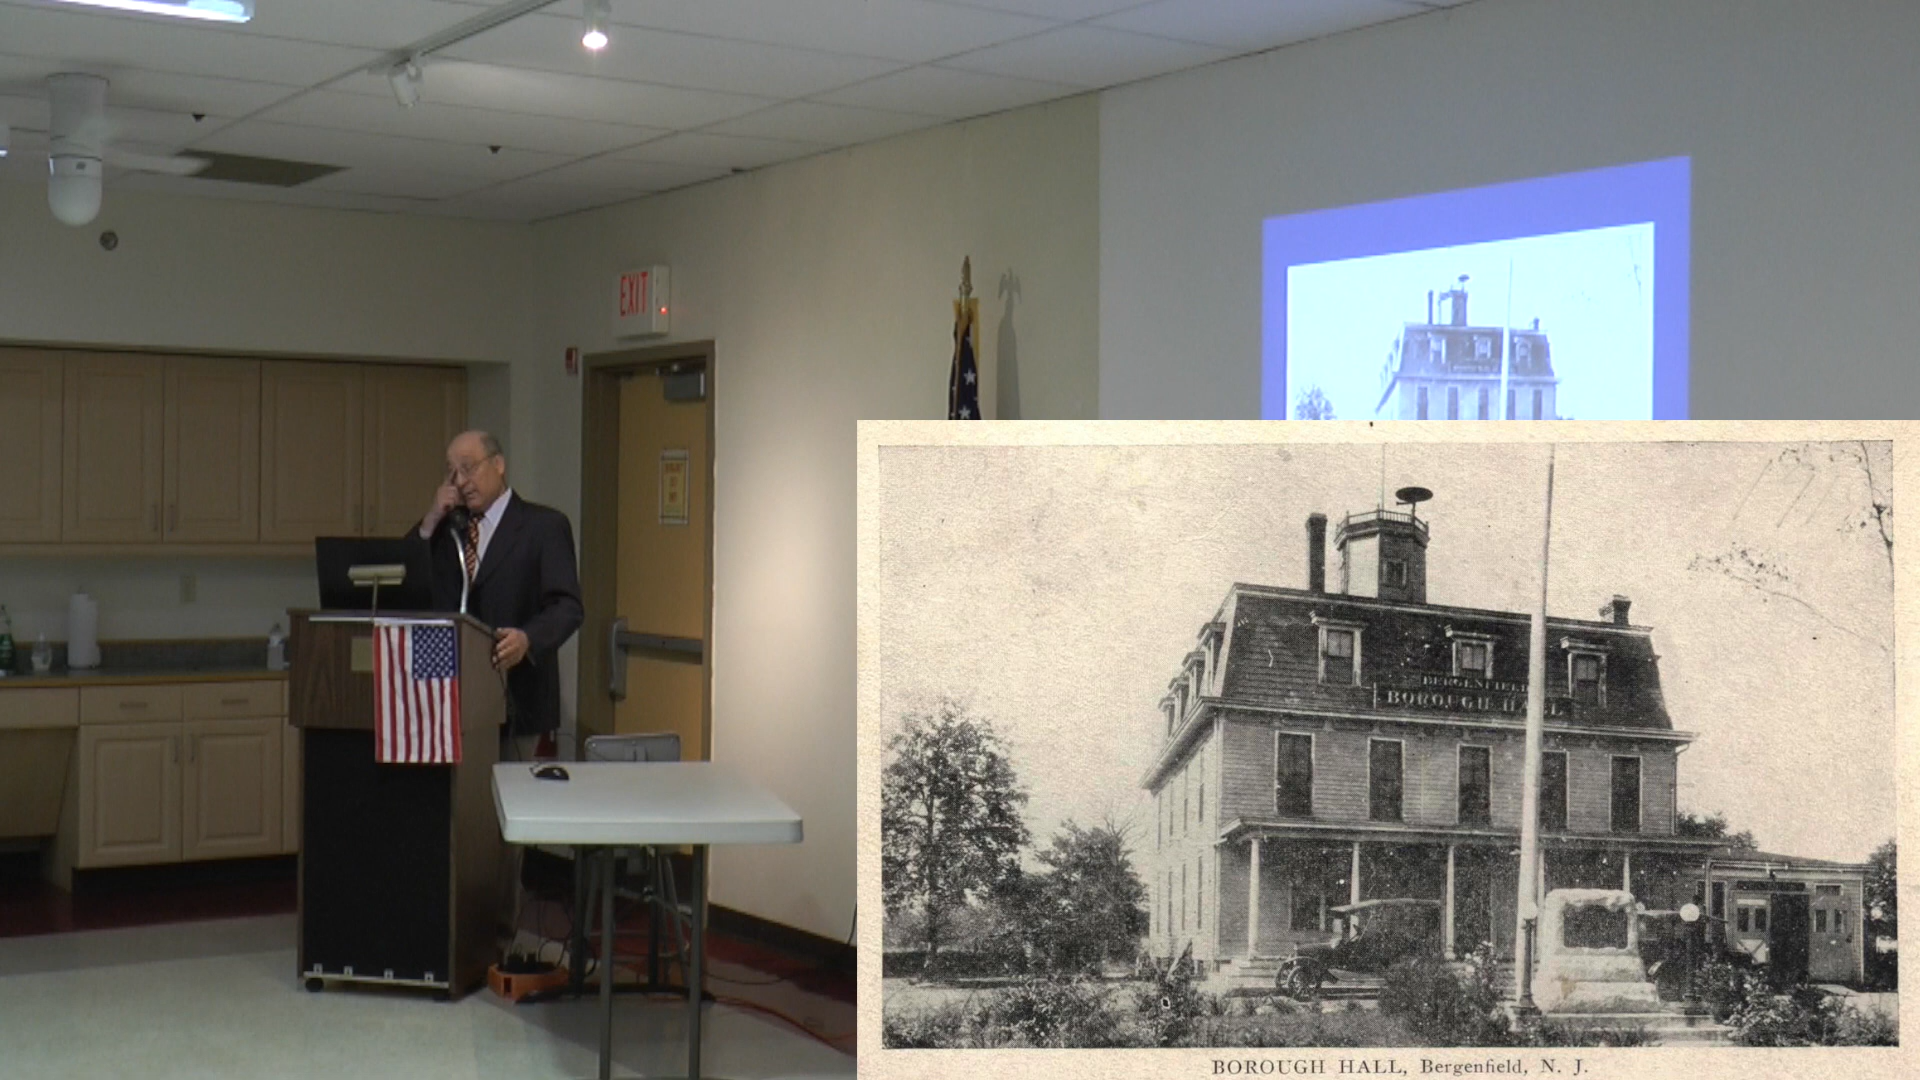 EXIT
BERGENFIELD
BOROUGH HALL
BOROUGH HALL, Bergenfield, N. J.